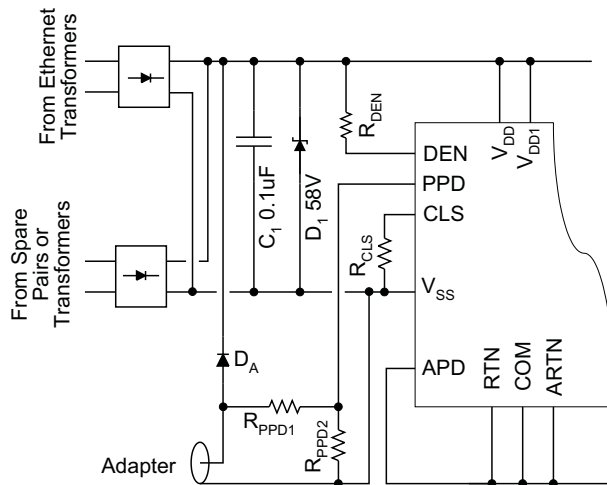 From Ethernet
Transformers
From Spare
Pairs or
Transformers
C1 0.1uF
D1 58V
RDEN
VDD
VDD1
DEN
PPD
CLS
RCLS
VSS
DA
APD
RTN
COM
ARTN
RPPD1
RPPD2
Adapter